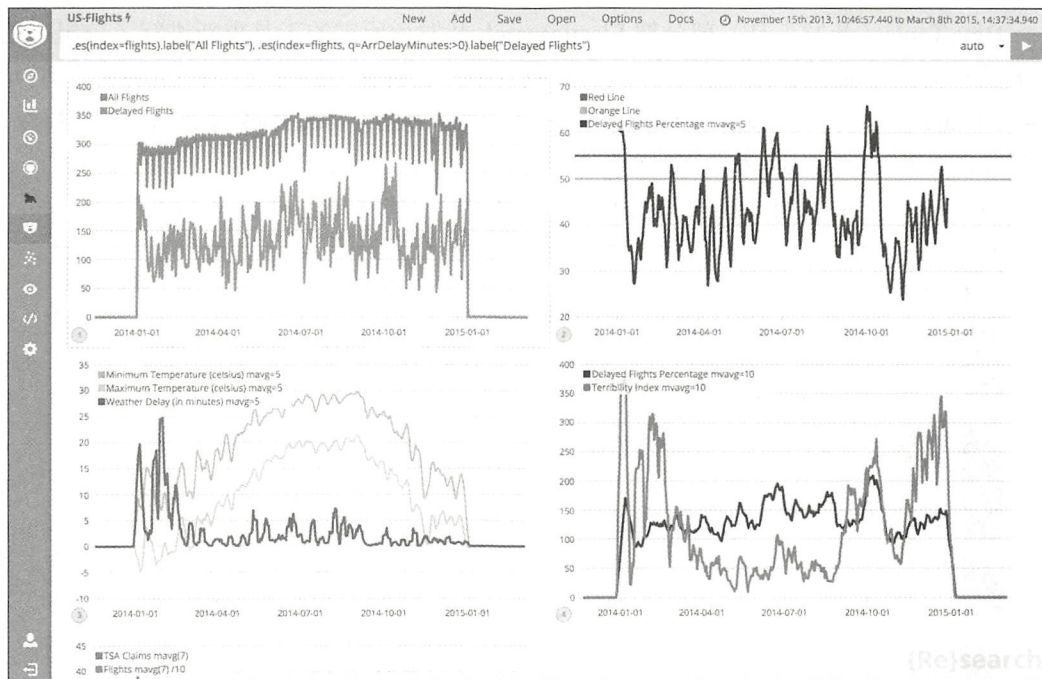 US-Flights
New Add Save Open Options Docs November 15th 2013, 10:46:57.440 to March 8th 2015, 14:37:34.940
.es(index=flights).label("All Flights"), .es(index=flights, q=ArrDelayMinutes:>0).label("Delayed Flights")
auto
400
350
300
250
200
150
100
50
0
All Flights
Delayed Flights
1
2014-01-01 2014-04-01 2014-07-01 2014-10-01 2015-01-01
70
60
50
40
30
20
Red Line
Orange Line
Delayed Flights Percentage mvavg=5
2
2014-01-01 2014-04-01 2014-07-01 2014-10-01 2015-01-01
35
30
25
20
15
10
5
0
-5
-10
Minimum Temperature (celsius) mavg=5
Maximum Temperature (celsius) mavg=5
Weather Delay (in minutes) mavg=5
3
2014-01-01 2014-04-01 2014-07-01 2014-10-01 2015-01-01
400
350
300
250
200
150
100
50
0
Delayed Flights Percentage mvavg=10
Terribility Index mvavg=10
4
2014-01-01 2014-04-01 2014-07-01 2014-10-01 2015-01-01
45
40
TSA Claims mavg(7)
Flights mavg(7) /10
{Re}search